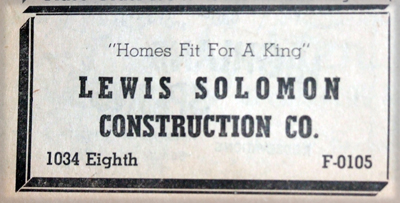 "Homes Fit For A King"
LEWIS SOLOMON
CONSTRUCTION CO.
1034 Eighth F-0105